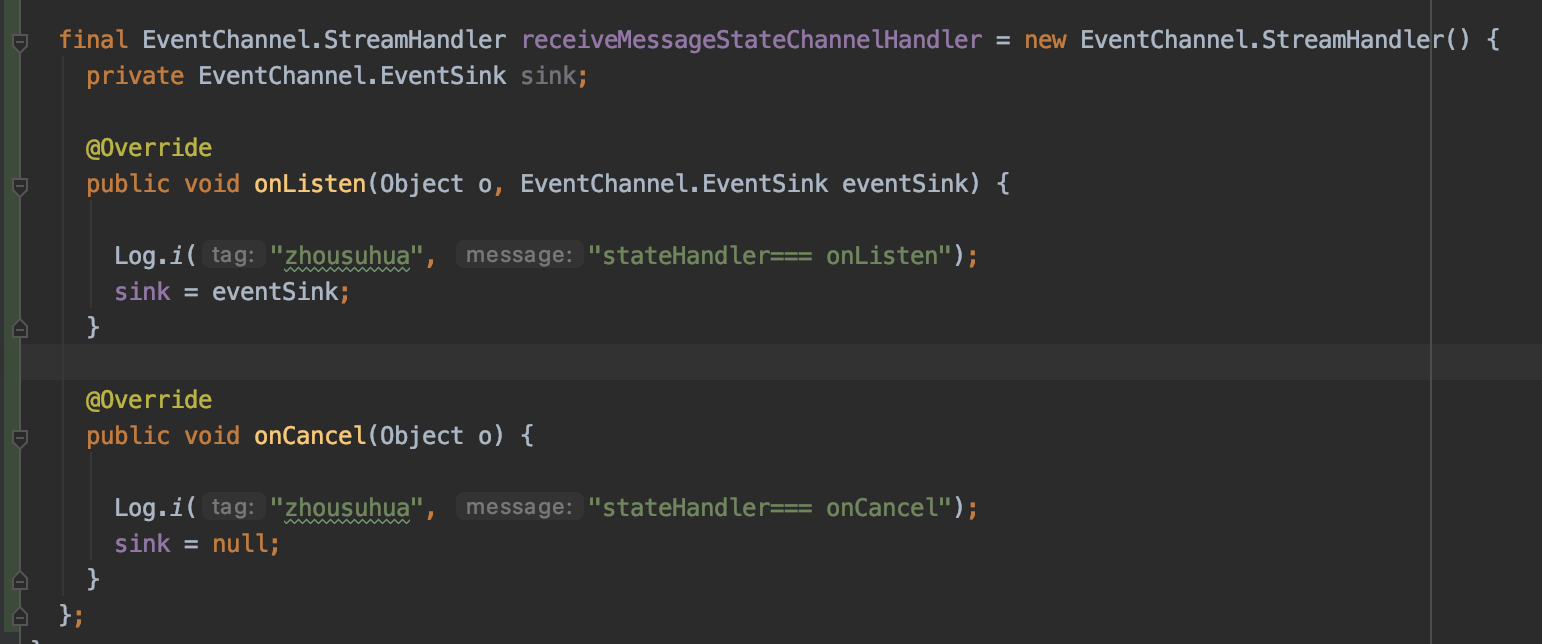 final EventChannel.StreamHandler receiveMessageStateChannelHandler = new EventChannel.StreamHandler() {
private EventChannel.EventSink sink;
@Override
public void onListen(Object o, EventChannel.EventSink eventSink) {
Log.i( tag: "zhousuhua", message: "stateHandler=== onListen");
sink = eventSink;
}
@Override
public void onCancel(Object o) {
Log.i( tag: "zhousuhua", message: "stateHandler=== onCancel");
sink = null;
}
};